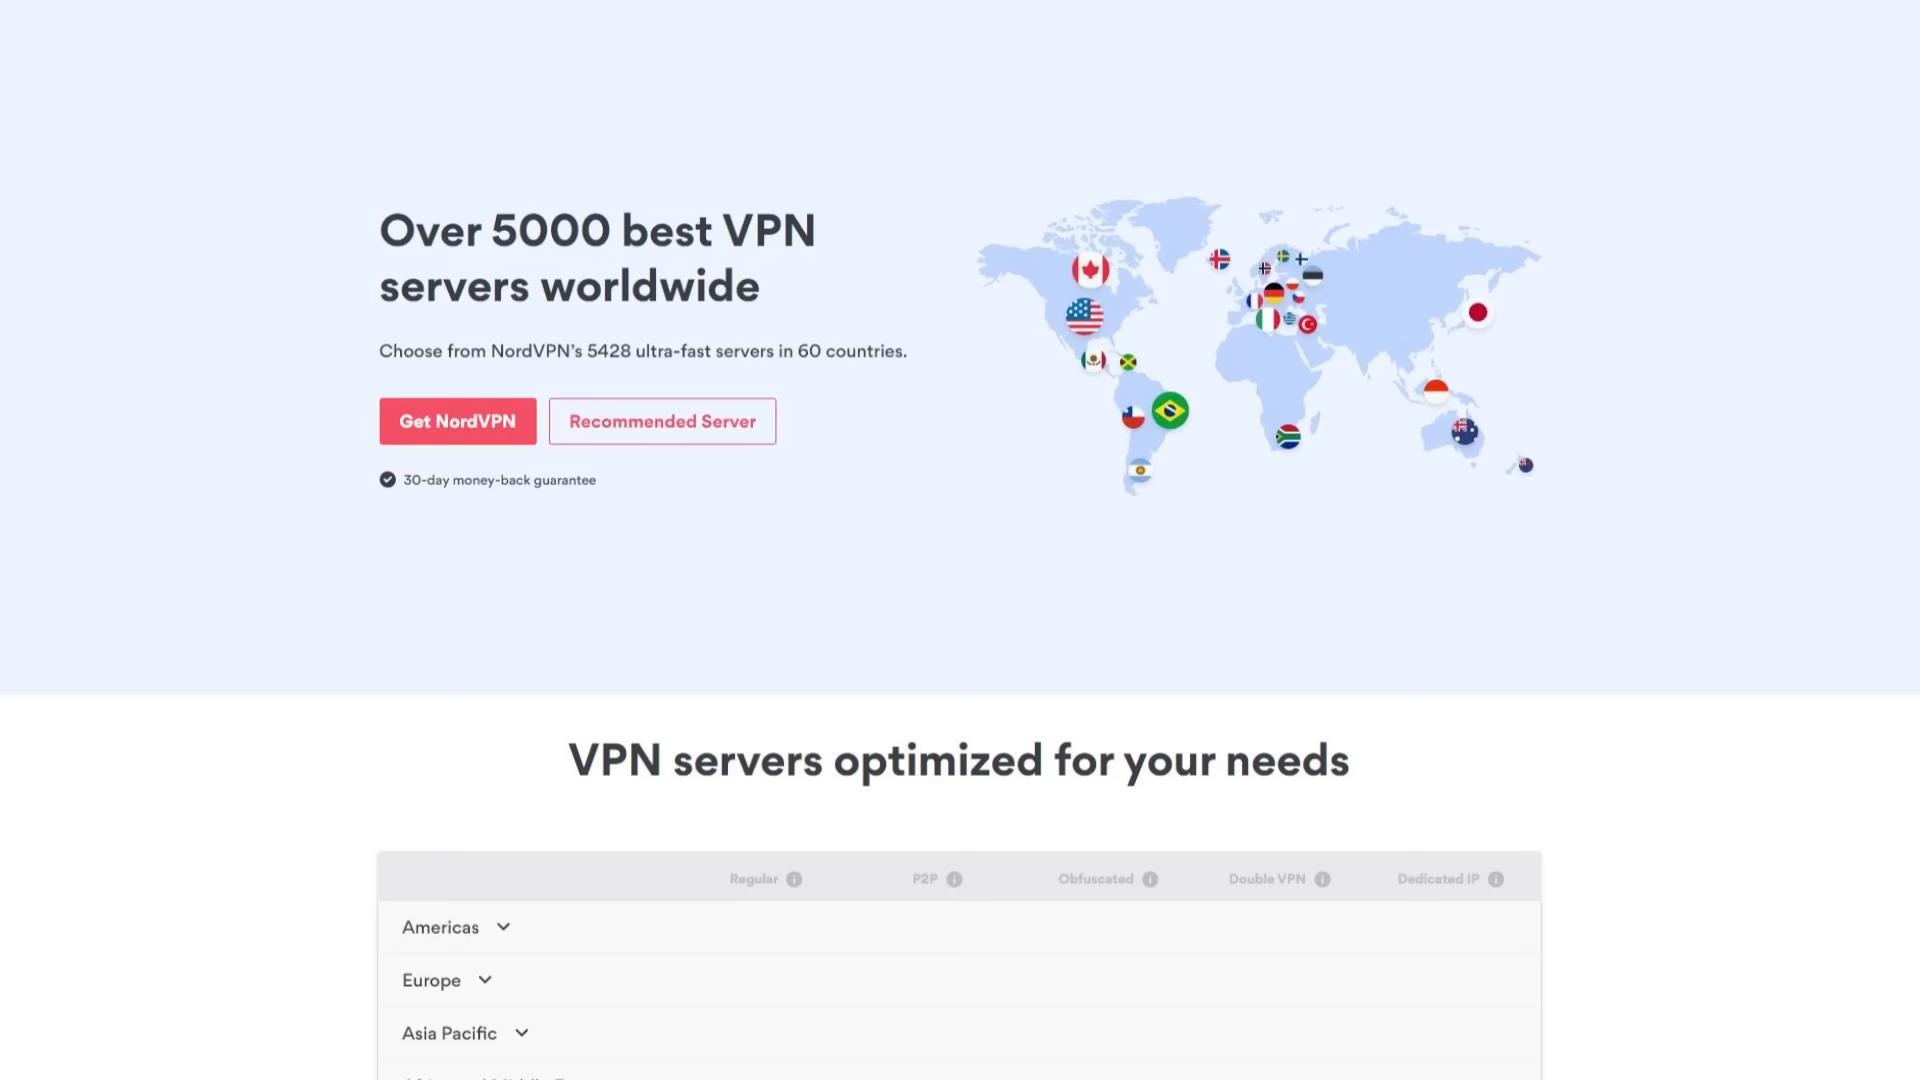 Over 5000 best VPN
servers worldwide
Choose from NordVPN's 5428 ultra-fast servers in 60 countries.
Get NordVPN
Recommended Server
30-day money-back guarantee
VPN servers optimized for your needs
Regular P2P Obfuscated Double VPN Dedicated IP
Americas
Europe
Asia Pacific